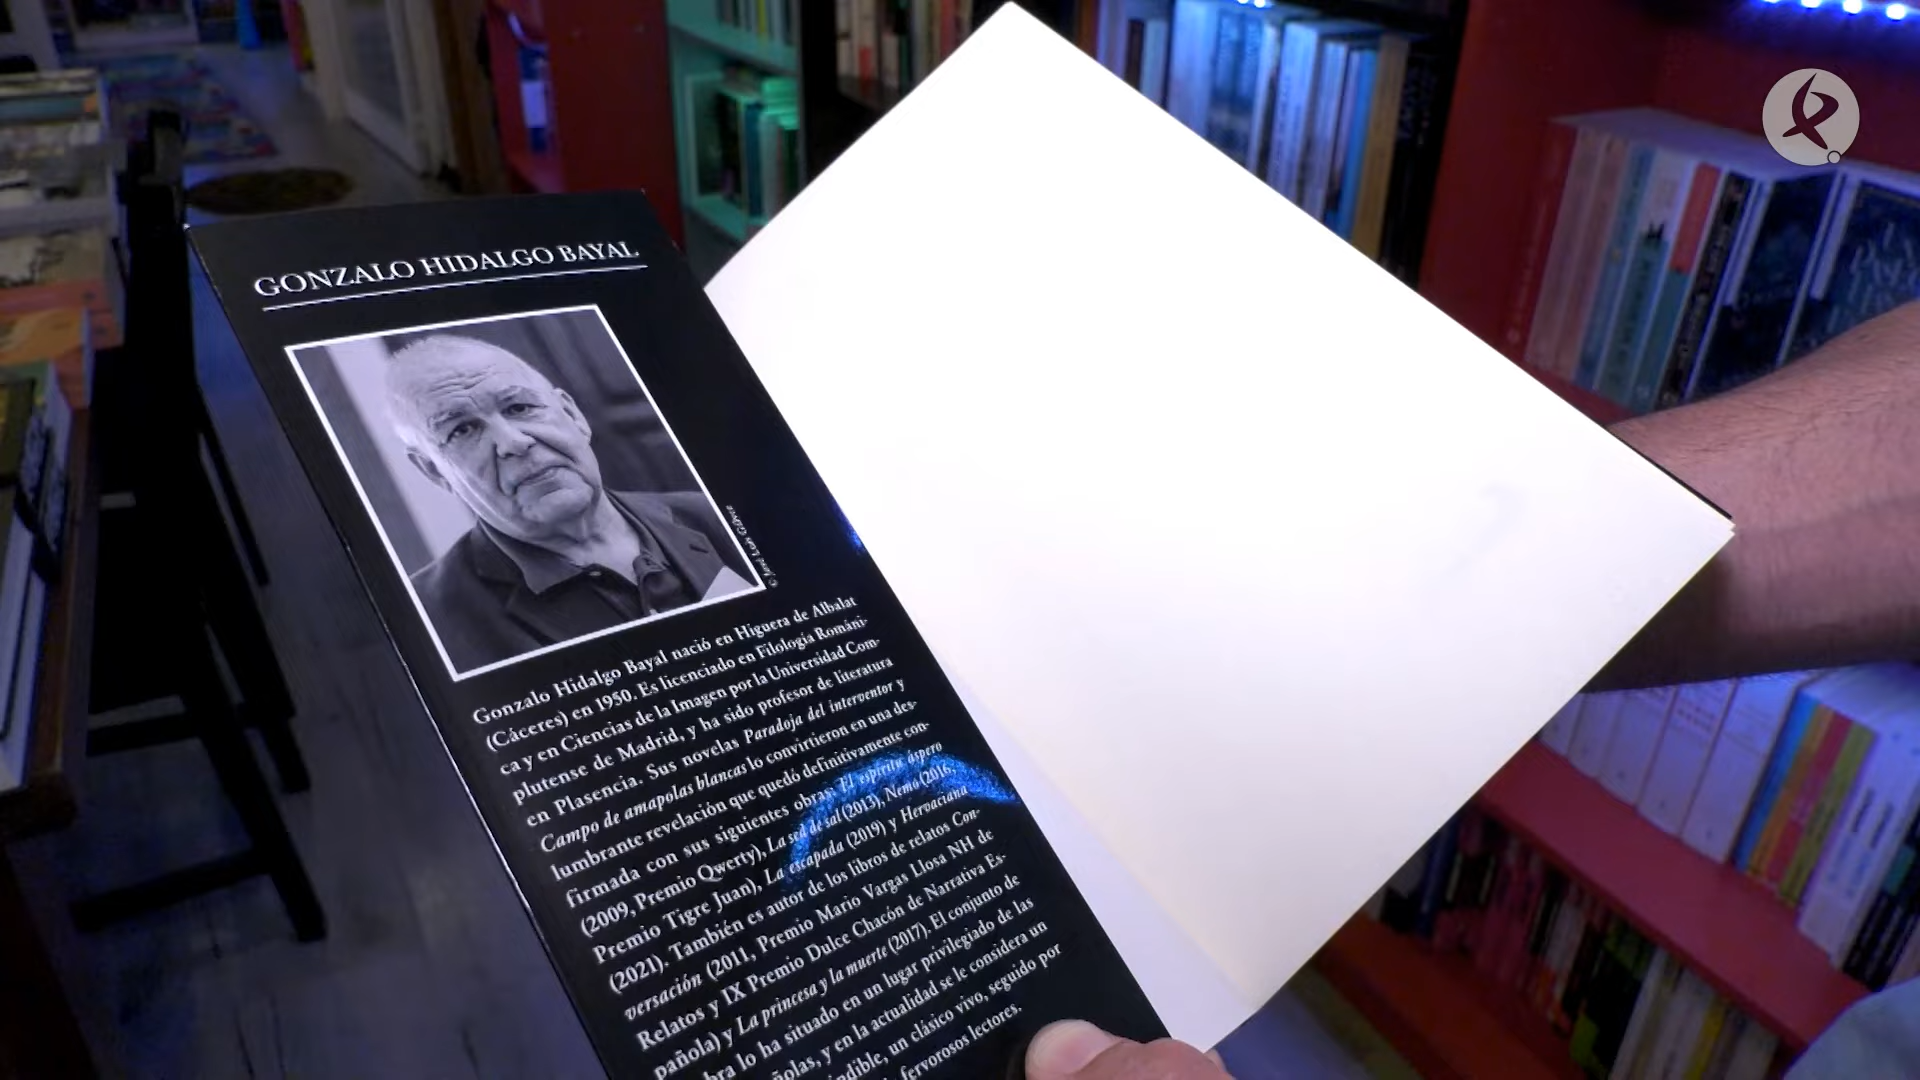 GONZALO HIDALGO BAYAL
© José Luis Gámez
Gonzalo Hidalgo Bayal nació en Higuera de Albalat
(Cáceres) en 1950. Es licenciado en Filología Románi-
ca y en Ciencias de la Imagen por la Universidad Com-
plutense de Madrid, y ha sido profesor de literatura
en Plasencia. Sus novelas Paradoja del interventor y
Campo de amapolas blancas lo convirtieron en una des-
lumbrante revelación que quedó definitivamente con-
firmada con sus siguientes obras: El espíritu áspero
(2009, Premio Qwerty), La sed de sal (2013), Nemo (2016,
Premio Tigre Juan), La escapada (2019) y Hervaciana
(2021). También es autor de los libros de relatos Con-
versación (2011, Premio Mario Vargas Llosa NH de
Relatos y IX Premio Dulce Chacón de Narrativa Es-
pañola) y La princesa y la muerte (2017). El conjunto de
bra lo ha situado en un lugar privilegiado de las
ñolas, y en la actualidad se le considera un
indible, un clásico vivo, seguido por
fervorosos lectores.